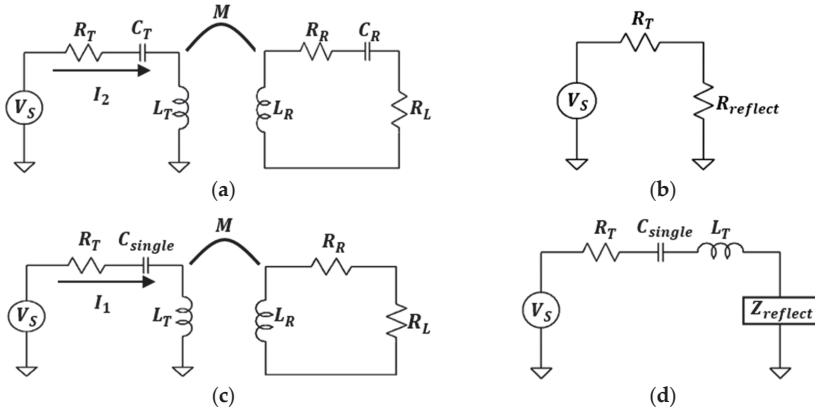 M
R_T C_T R_R C_R
I_2
V_S L_T L_R R_L
(a)
R_T
V_S R_reflect
(b)
M
R_T C_single R_R
I_1
V_S L_T L_R R_L
(c)
R_T C_single L_T
V_S Z_reflect
(d)